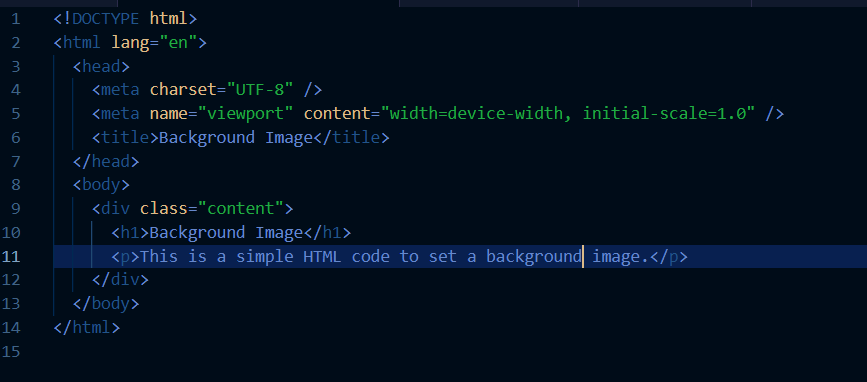 1 <!DOCTYPE html>
2 <html lang="en">
3   <head>
4     <meta charset="UTF-8" />
5     <meta name="viewport" content="width=device-width, initial-scale=1.0" />
6     <title>Background Image</title>
7   </head>
8   <body>
9     <div class="content">
10       <h1>Background Image</h1>
11       <p>This is a simple HTML code to set a background image.</p>
12     </div>
13   </body>
14 </html>
15